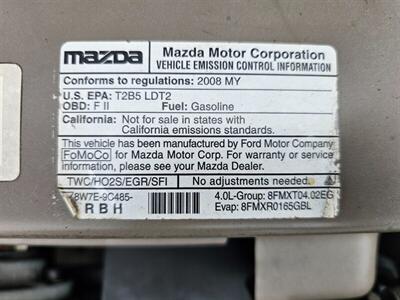 mazda
Mazda Motor Corporation
VEHICLE EMISSION CONTROL INFORMATION
Conforms to regulations: 2008 MY
U.S. EPA: T2B5 LDT2
OBD: F II Fuel: Gasoline
California: Not for sale in states with
California emissions standards.
This vehicle has been manufactured by Ford Motor Company
FoMoCo for Mazda Motor Corp. For warranty or service
information, please see your Mazda Dealer.
TWC/HO2S/EGR/SFI No adjustments needed.
8W7E-9C485-
RBH
4.0L-Group: 8FMXT04.02EG
Evap: 8FMXR0165GBL